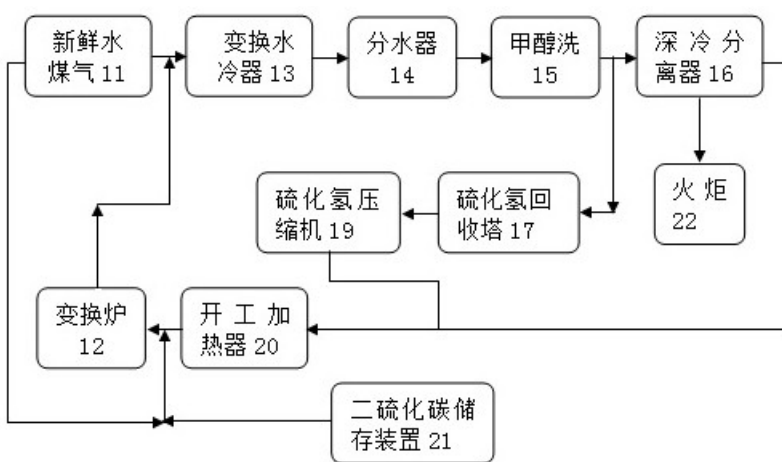 新鲜水
煤气 11
变换水
冷器 13
分水器
14
甲醇洗
15
深冷分
离器 16
硫化氢压
缩机 19
硫化氢回
收塔 17
火炬
22
变换炉
12
开工加
热器 20
二硫化碳储
存装置 21